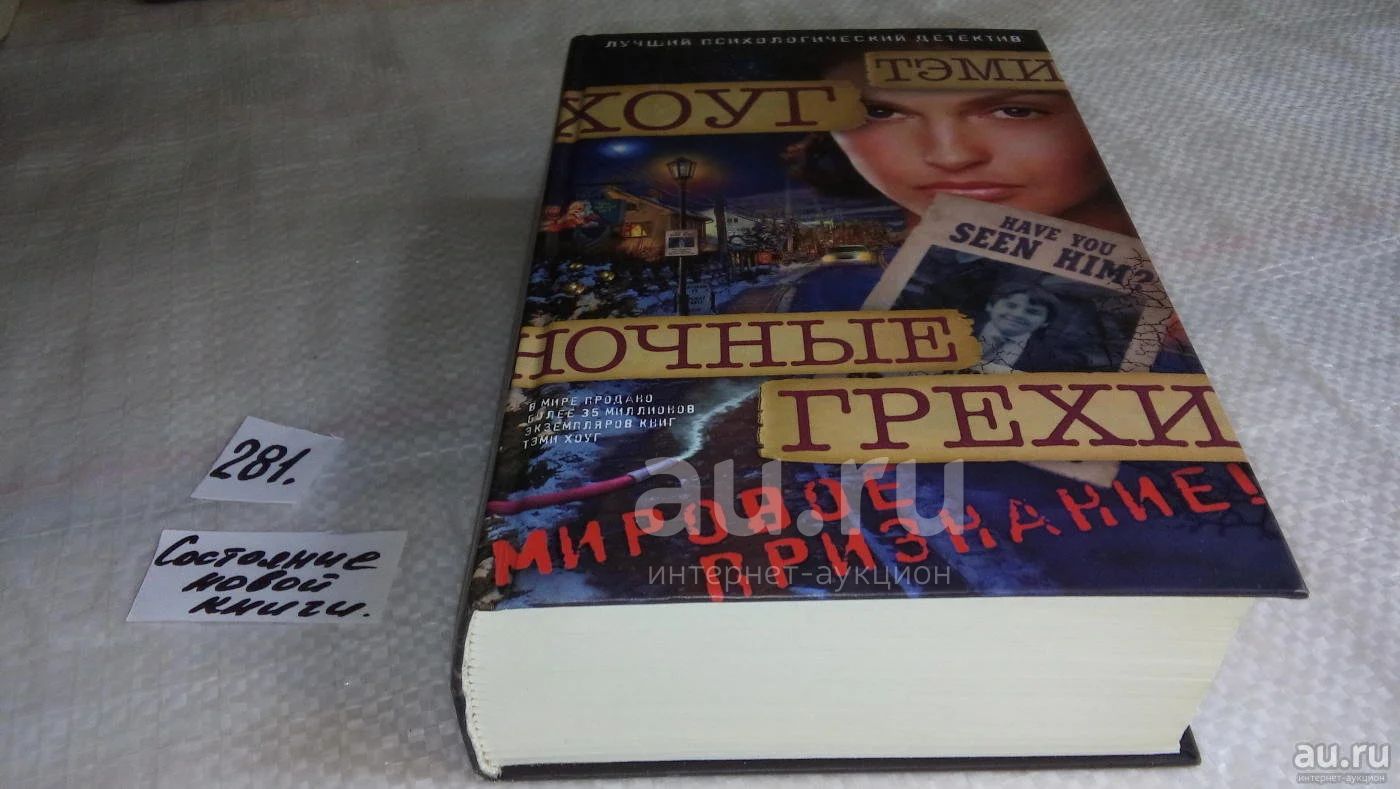 ЛУЧШИЙ ПСИХОЛОГИЧЕСКИЙ ДЕТЕКТИВ
ТЭМИ
ХОУГ
HAVE YOU
SEEN HIM?
НОЧНЫЕ
ГРЕХИ
В МИРЕ ПРОДАНО
БОЛЕЕ 35 МИЛЛИОНОВ
ЭКЗЕМПЛЯРОВ КНИГ
ТЭМИ ХОУГ
МИРОВОЕ
ПРИЗНАНИЕ!
281.
Состояние
новой
книги.
au.ru
интернет-аукцион
au.ru
интернет-аукцион